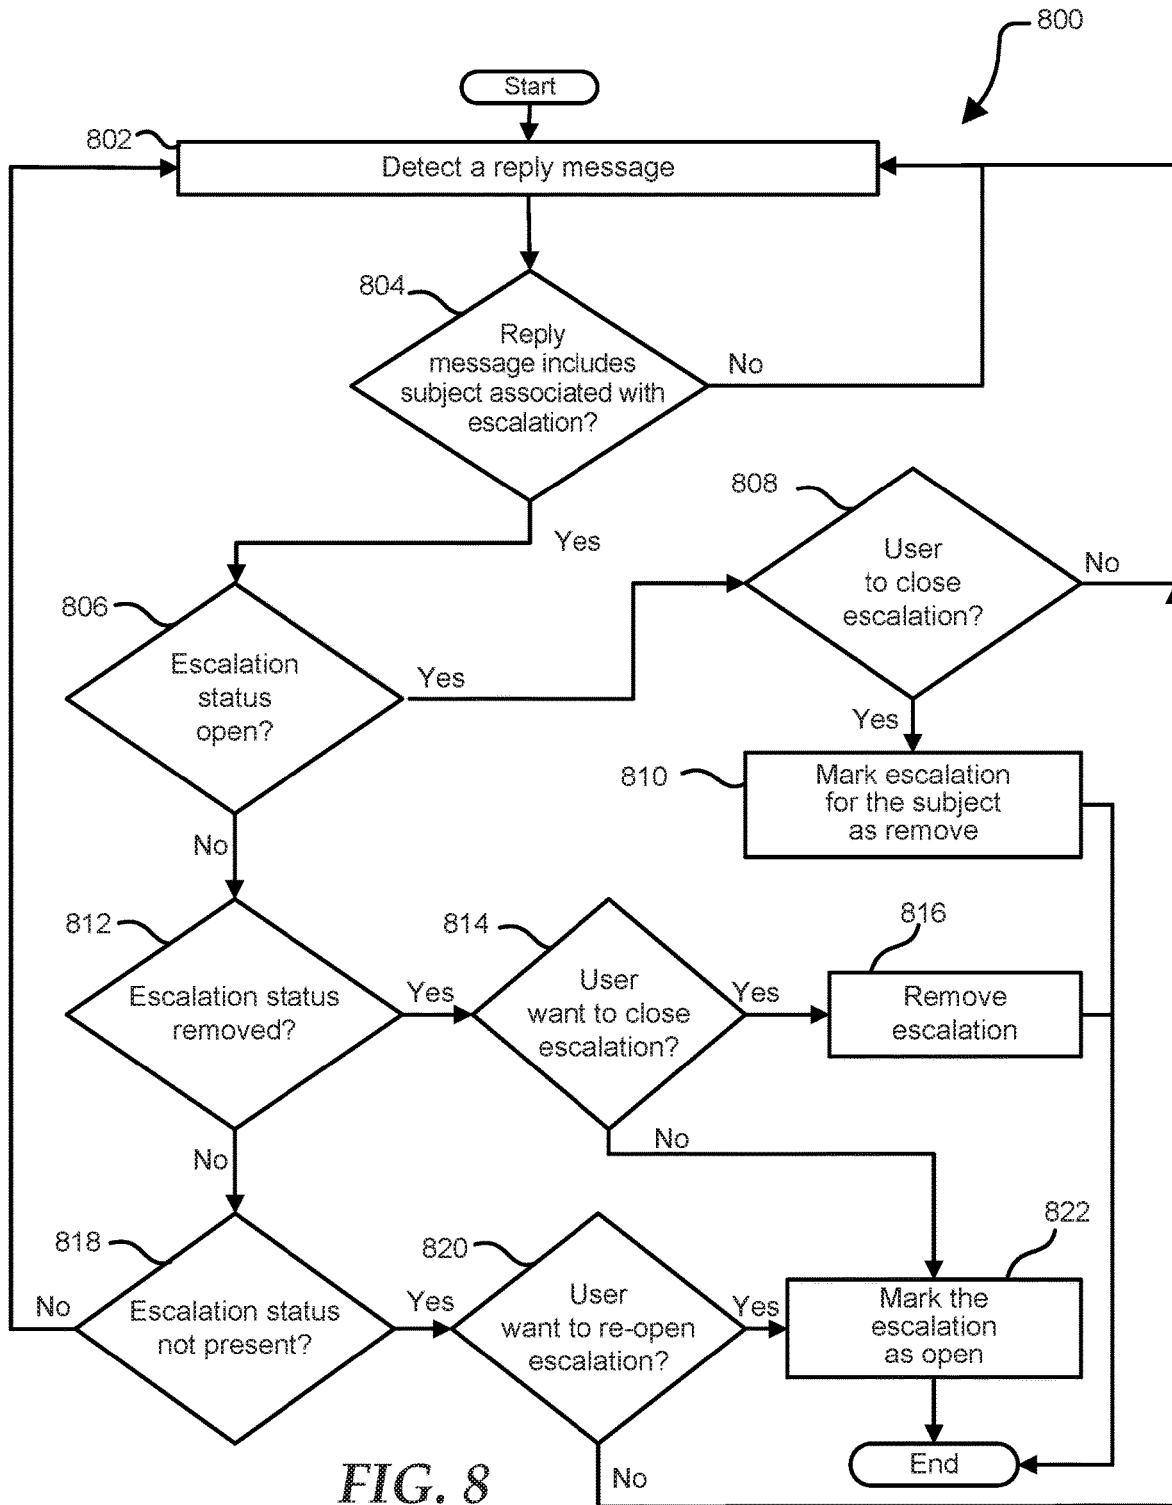 800
Start
802
Detect a reply message
804
Reply
message includes
subject associated with
escalation?
No
Yes
808
User
to close
escalation?
No
806
Escalation
status
open?
Yes
Yes
810
Mark escalation
for the subject
as remove
No
812
Escalation status
removed?
Yes
814
User
want to close
escalation?
Yes
816
Remove
escalation
No
No
818
Escalation status
not present?
No
Yes
820
User
want to re-open
escalation?
Yes
822
Mark the
escalation
as open
End
No
FIG. 8